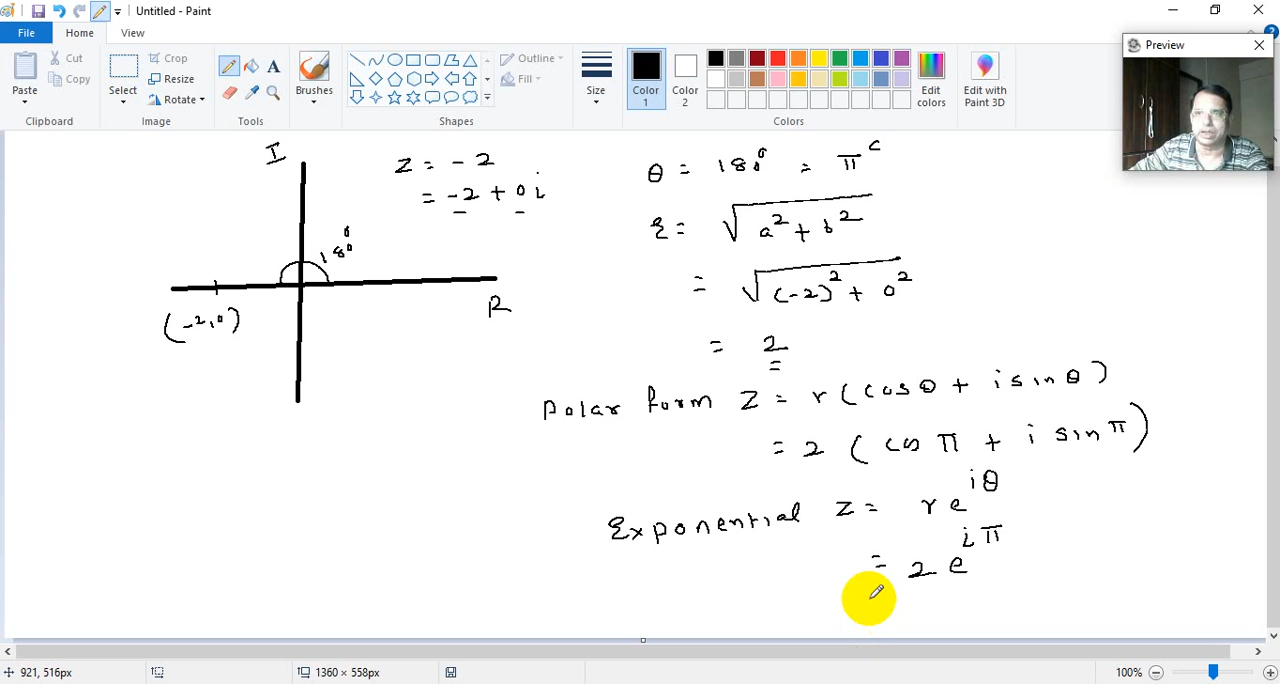 Untitled - Paint
File Home View
Paste
Cut
Copy
Clipboard
Select
Crop
Resize
Rotate
Image
A
Tools
Brushes
Outline
Fill
Shapes
Size
Color 1
Color 2
Colors
Edit colors
Edit with Paint 3D
Preview
I
R
180°
(-2,0)
z = -2
= -2 + 0i
θ = 180° = π^c
r = √(a² + b²)
= √((-2)² + 0²)
= 2
Polar form z = r(cosθ + i sinθ)
= 2 (cos π + i sin π)
Exponential z = re^{iθ}
= 2 e^{iπ}
921, 516px
1360 × 558px
100%